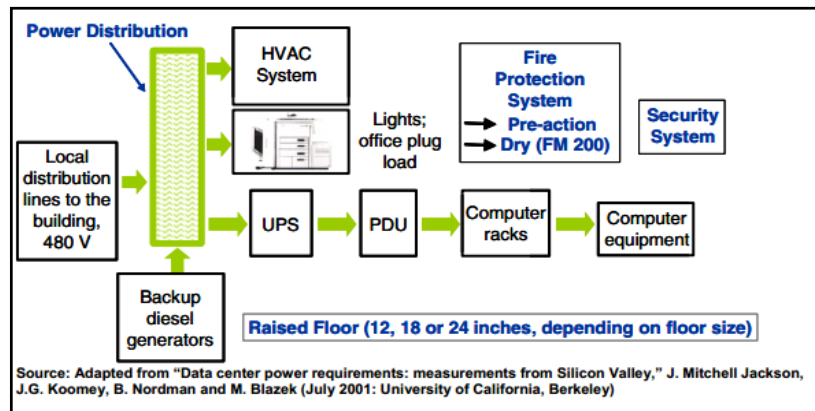 Power Distribution
HVAC
System
Lights;
office plug
load
Fire
Protection
System
Pre-action
Dry (FM 200)
Security
System
Local
distribution
lines to the
building,
480 V
UPS
PDU
Computer
racks
Computer
equipment
Backup
diesel
generators
Raised Floor (12, 18 or 24 inches, depending on floor size)
Source: Adapted from “Data center power requirements: measurements from Silicon Valley,” J. Mitchell Jackson,
J.G. Koomey, B. Nordman and M. Blazek (July 2001: University of California, Berkeley)